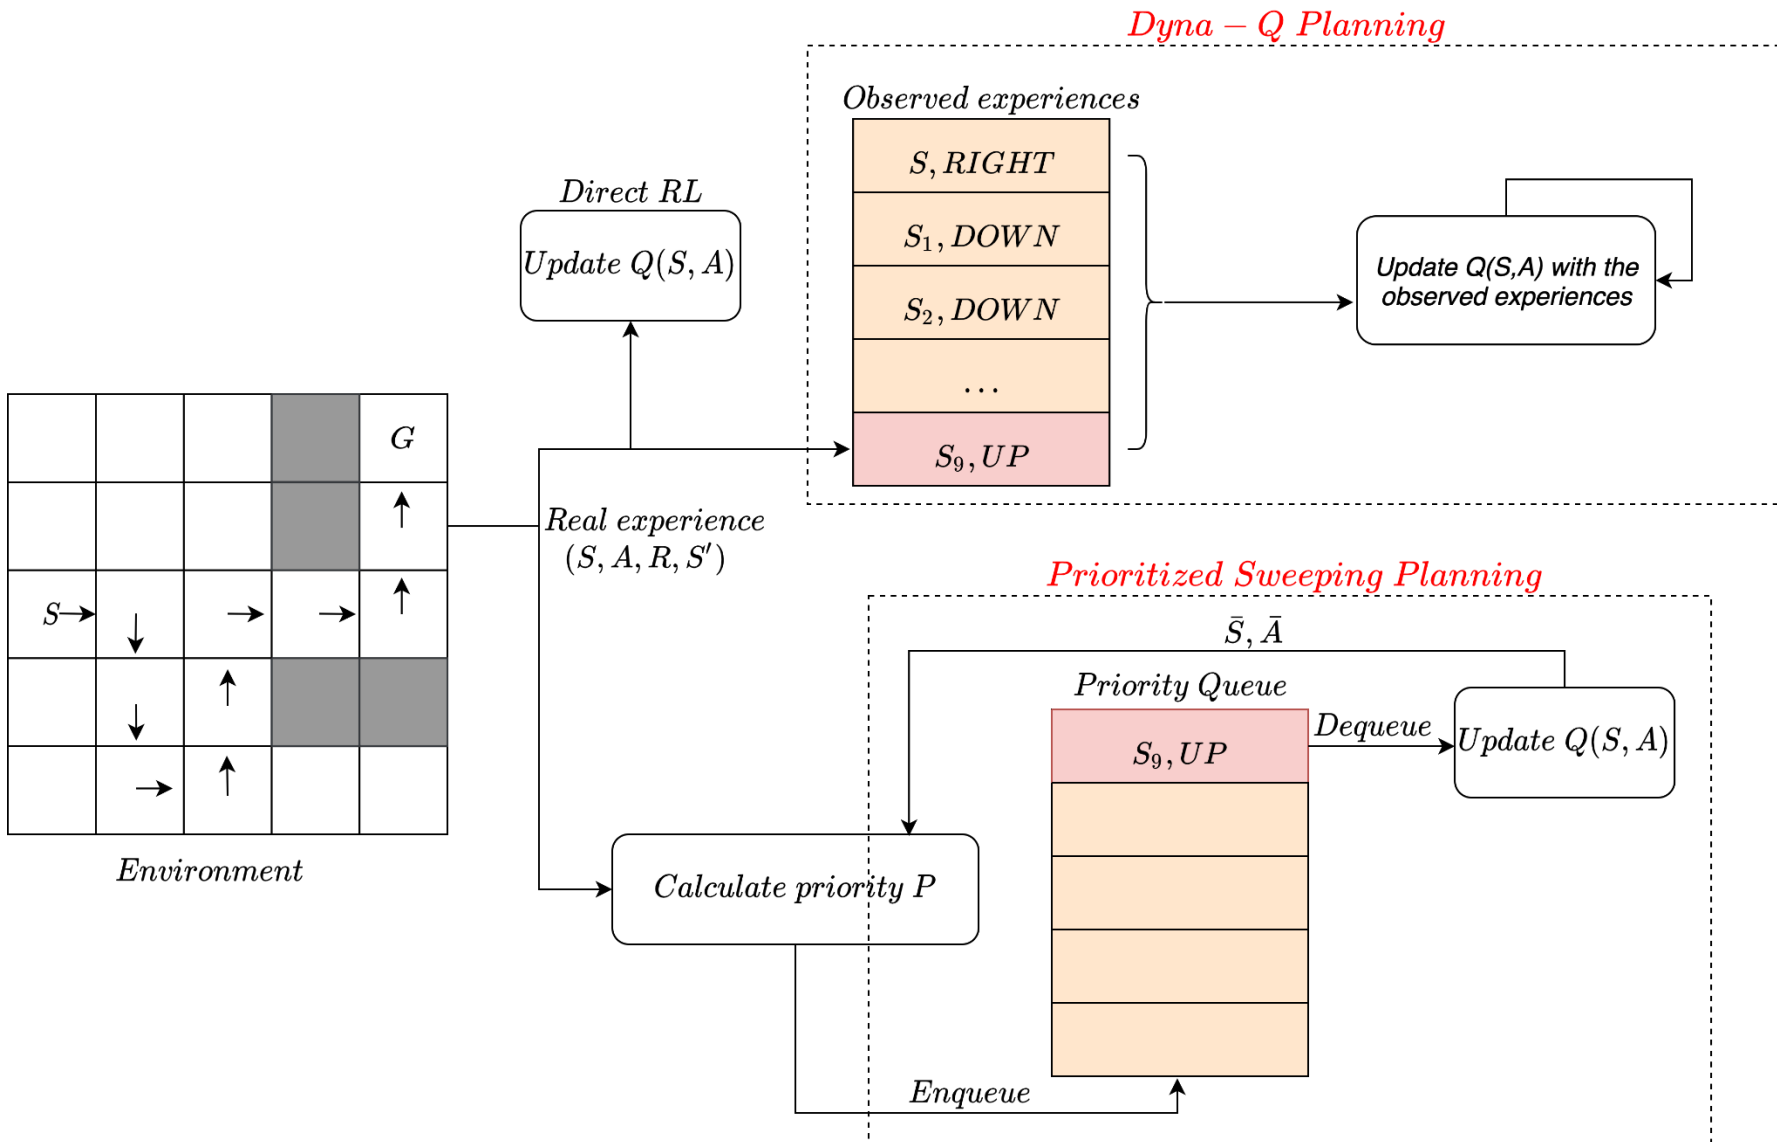 Dyna – Q Planning
Observed experiences
S, RIGHT
S₁, DOWN
S₂, DOWN
...
S₉, UP
Update Q(S,A) with the
observed experiences
Direct RL
Update Q(S, A)
G
S
Environment
Real experience
(S, A, R, S′)
Prioritized Sweeping Planning
S̄, Ā
Priority Queue
S₉, UP
Dequeue
Update Q(S, A)
Calculate priority P
Enqueue